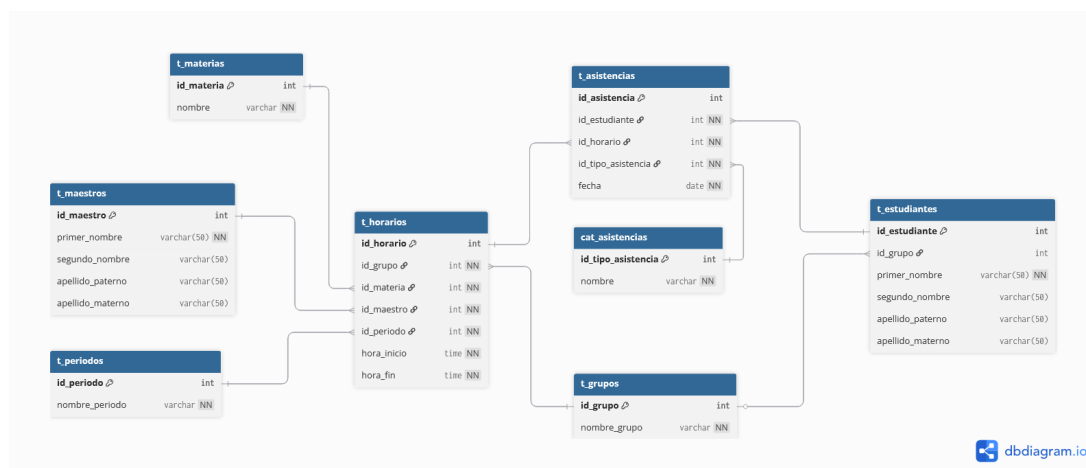 t_materias
id_materia int
nombre varchar NN
t_maestros
id_maestro int
primer_nombre varchar(50) NN
segundo_nombre varchar(50)
apellido_paterno varchar(50)
apellido_materno varchar(50)
t_periodos
id_periodo int
nombre_periodo varchar NN
t_horarios
id_horario int
id_grupo int NN
id_materia int NN
id_maestro int NN
id_periodo int NN
hora_inicio time NN
hora_fin time NN
t_asistencias
id_asistencia int
id_estudiante int NN
id_horario int NN
id_tipo_asistencia int NN
fecha date NN
cat_asistencias
id_tipo_asistencia int
nombre varchar NN
t_grupos
id_grupo int
nombre_grupo varchar NN
t_estudiantes
id_estudiante int
id_grupo int
primer_nombre varchar(50) NN
segundo_nombre varchar(50)
apellido_paterno varchar(50)
apellido_materno varchar(50)
dbdiagram.io